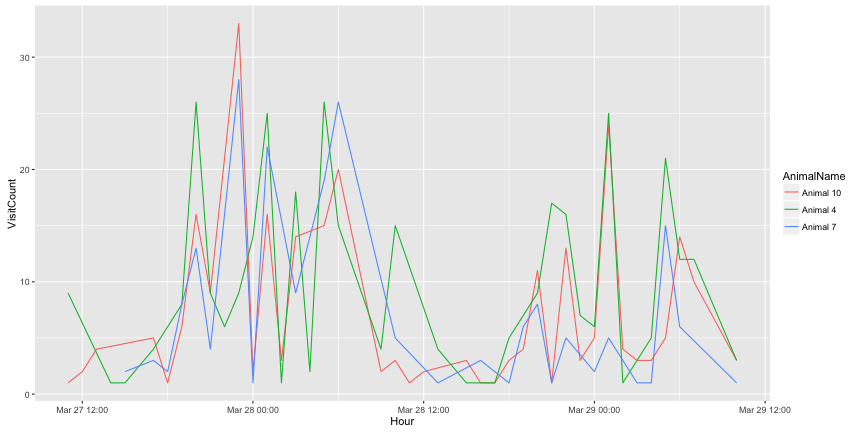 VisitCount
30
20
10
0
Mar 27 12:00
Mar 28 00:00
Mar 28 12:00
Mar 29 00:00
Mar 29 12:00
Hour
AnimalName
Animal 10
Animal 4
Animal 7